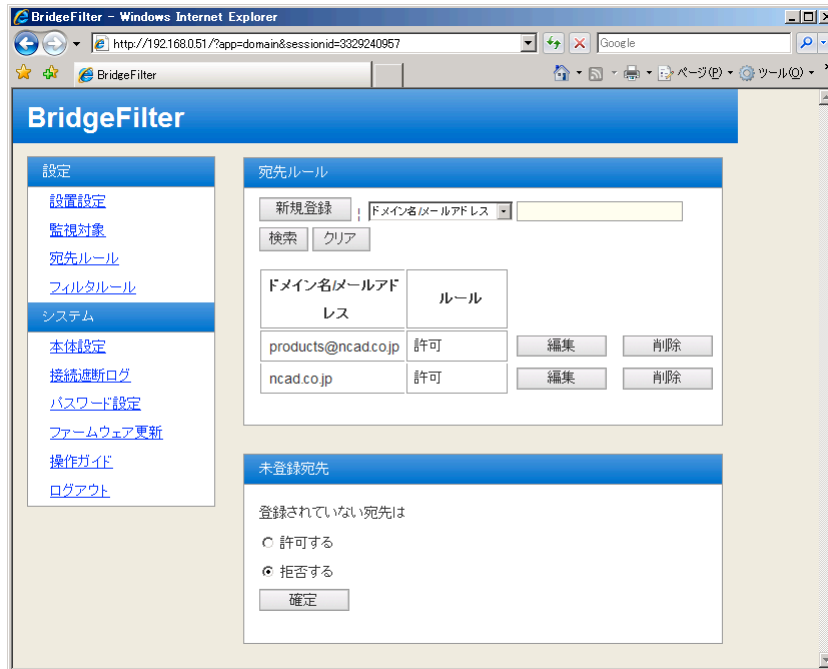 BridgeFilter - Windows Internet Explorer
http://192.168.0.51/?app=domain&sessionid=3329240957
Google
BridgeFilter
ページ(P)
ツール(O)
BridgeFilter
設定
設置設定
監視対象
宛先ルール
フィルタルール
システム
本体設定
接続遮断ログ
パスワード設定
ファームウェア更新
操作ガイド
ログアウト
宛先ルール
新規登録 ¦ ドメイン名/メールアドレス
検索 クリア
ドメイン名/メールアド
レス
ルール
products@ncad.co.jp 許可 編集 削除
ncad.co.jp 許可 編集 削除
未登録宛先
登録されていない宛先は
許可する
拒否する
確定